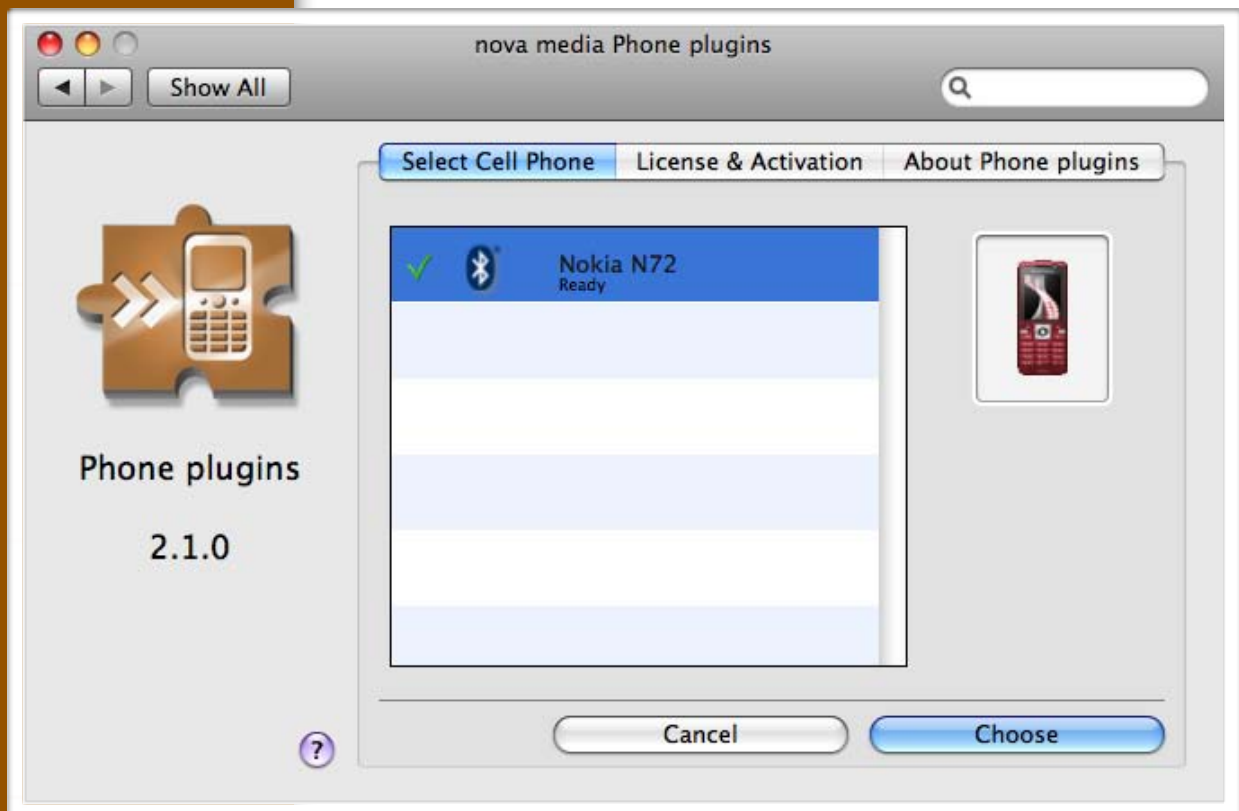 nova media Phone plugins
Show All
Select Cell Phone License & Activation About Phone plugins
Nokia N72
Ready
Phone plugins
2.1.0
Cancel Choose
?